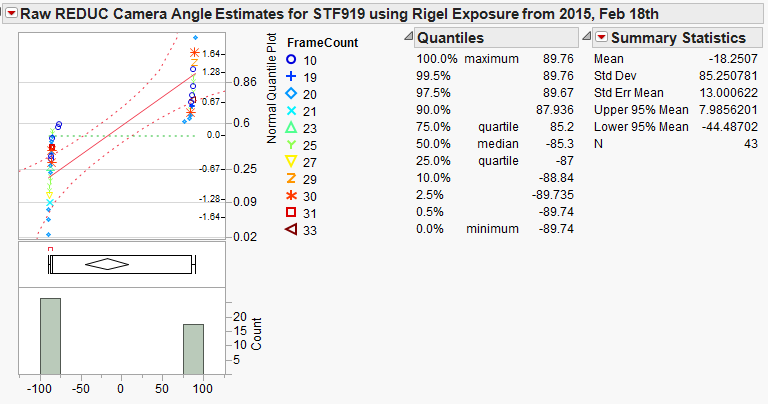 Raw REDUC Camera Angle Estimates for STF919 using Rigel Exposure from 2015, Feb 18th
1.64
1.28
0.67
0.0
-0.67
-1.28
-1.64
0.86
0.6
0.25
0.09
0.02
Normal Quantile Plot
20
15
10
5
Count
-100 -50 0 50 100
FrameCount
10
19
20
21
23
25
27
29
30
31
33
Quantiles
100.0% maximum 89.76
99.5% 89.76
97.5% 89.67
90.0% 87.936
75.0% quartile 85.2
50.0% median -85.3
25.0% quartile -87
10.0% -88.84
2.5% -89.735
0.5% -89.74
0.0% minimum -89.74
Summary Statistics
Mean -18.2507
Std Dev 85.250781
Std Err Mean 13.000622
Upper 95% Mean 7.9856201
Lower 95% Mean -44.48702
N 43